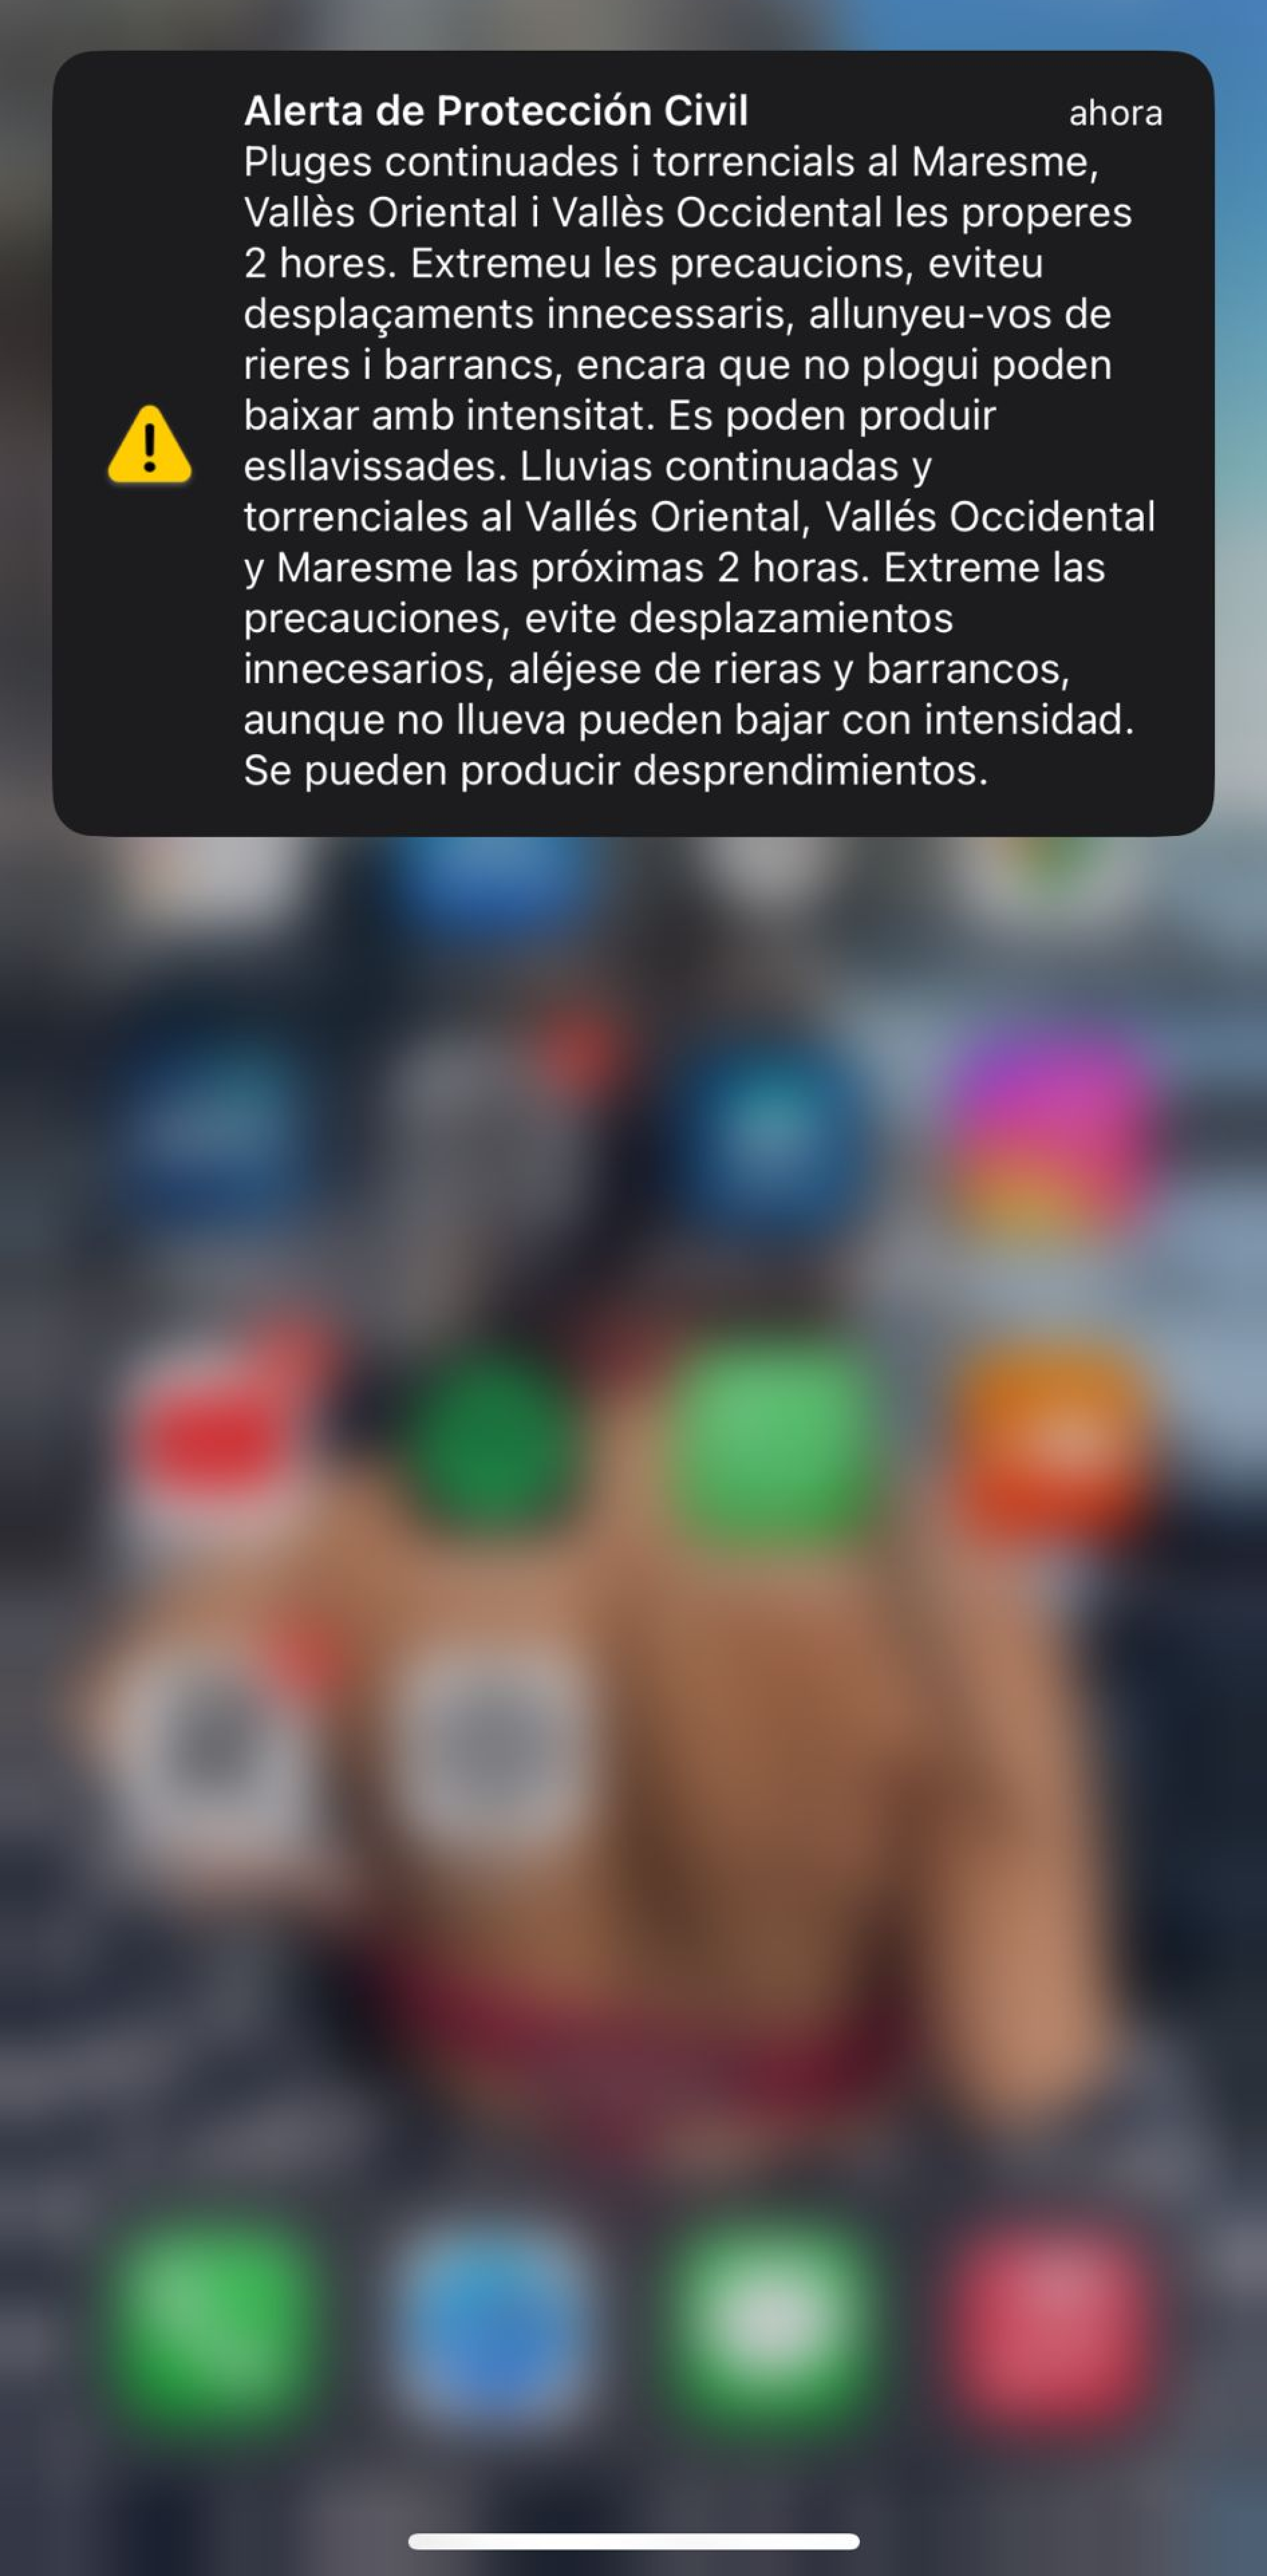 Alerta de Protección Civil
ahora
Pluges continuades i torrencials al Maresme,
Vallès Oriental i Vallès Occidental les properes
2 hores. Extremeu les precaucions, eviteu
desplaçaments innecessaris, allunyeu-vos de
rieres i barrancs, encara que no plogui poden
baixar amb intensitat. Es poden produir
esllavissades. Lluvias continuadas y
torrenciales al Vallés Oriental, Vallés Occidental
y Maresme las próximas 2 horas. Extreme las
precauciones, evite desplazamientos
innecesarios, aléjese de rieras y barrancos,
aunque no llueva pueden bajar con intensidad.
Se pueden producir desprendimientos.